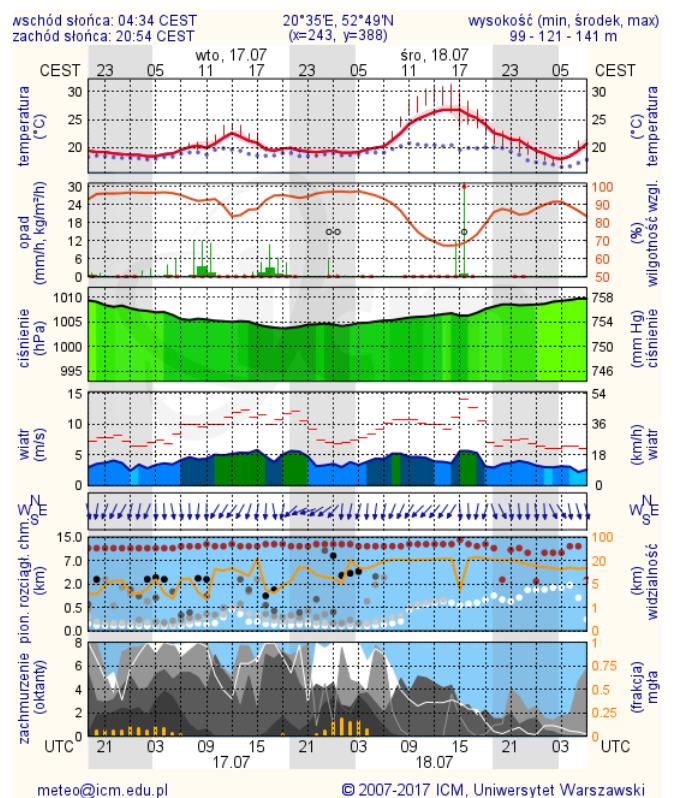 wschód słońca: 04:34 CEST 20°35'E, 52°49'N wysokość (min, środek, max)
zachód słońca: 20:54 CEST (x=243, y=388) 99 - 121 - 141 m
wto, 17.07 śro, 18.07
CEST 23 05 11 17 23 05 11 17 23 05 CEST
temperatura
(°C)
30
25
20
30
25
20
(°C)
temperatura
opad
(mm/h, kg/m²/h)
30
24
18
12
6
0
100
90
80
70
60
50
(%)
wilgotność wzgl.
ciśnienie
(hPa)
1010
1005
1000
995
758
754
750
746
(mm Hg)
ciśnienie
wiatr
(m/s)
15
10
5
0
54
36
18
0
(km/h)
wiatr
N
W E
S
N
W E
S
pion. rozciągł. chm.
(km)
15.0
7.0
2.0
0.5
0.0
100
20
5
1
0
(km)
widzialność
zachmurzenie
(oktanty)
8
6
4
2
0
1
0.75
0.5
0.25
0
(frakcja)
mgła
UTC 21 03 09 15 21 03 09 15 21 03 UTC
17.07 18.07
meteo@icm.edu.pl © 2007-2017 ICM, Uniwersytet Warszawski